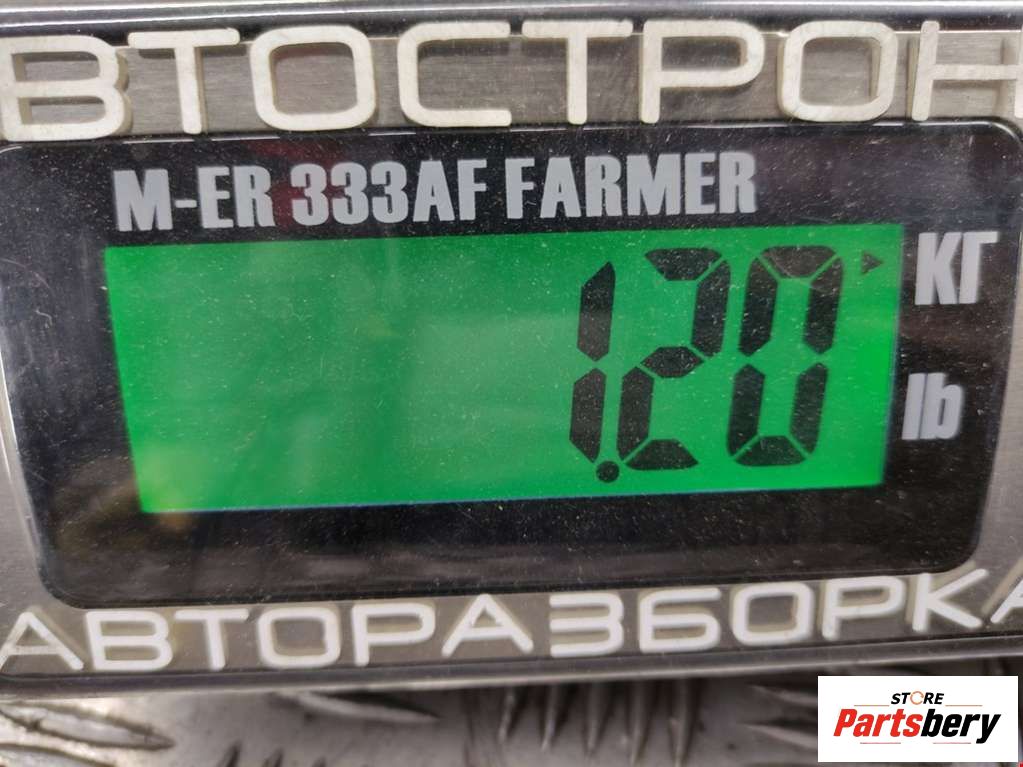 ВТОСТРОН
M-ER 333AF FARMER
1.20
КГ
lb
АВТОРАЗБОРКА
STORE
Partsbery